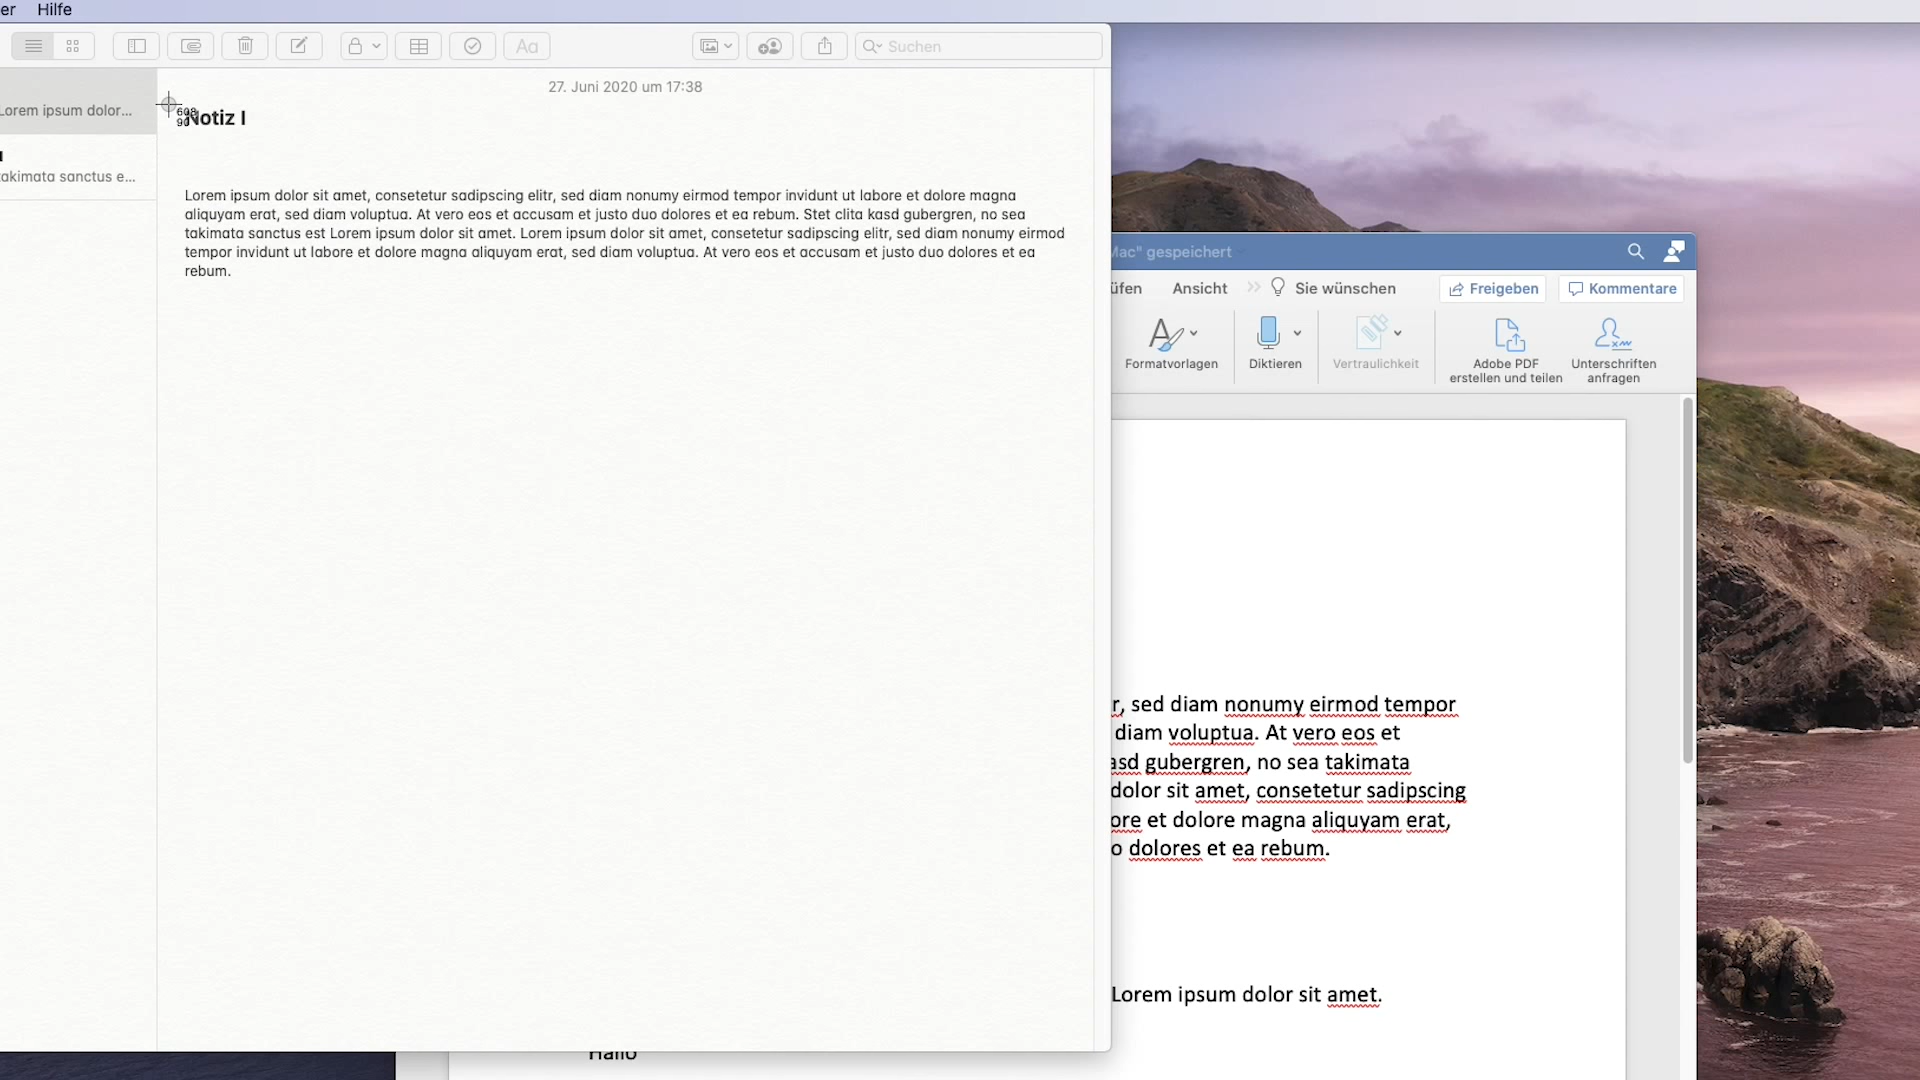 er Hilfe
Aa
Suchen
27. Juni 2020 um 17:38
Lorem ipsum dolor...
608
90
Notiz I
takimata sanctus e...
Lorem ipsum dolor sit amet, consetetur sadipscing elitr, sed diam nonumy eirmod tempor invidunt ut labore et dolore magna
aliquyam erat, sed diam voluptua. At vero eos et accusam et justo duo dolores et ea rebum. Stet clita kasd gubergren, no sea
takimata sanctus est Lorem ipsum dolor sit amet. Lorem ipsum dolor sit amet, consetetur sadipscing elitr, sed diam nonumy eirmod
tempor invidunt ut labore et dolore magna aliquyam erat, sed diam voluptua. At vero eos et accusam et justo duo dolores et ea
rebum.
Mac" gespeichert
üfen Ansicht Sie wünschen Freigeben Kommentare
Formatvorlagen
Diktieren
Vertraulichkeit
Adobe PDF
erstellen und teilen
Unterschriften
anfragen
r, sed diam nonumy eirmod tempor
diam voluptua. At vero eos et
asd gubergren, no sea takimata
dolor sit amet, consetetur sadipscing
ore et dolore magna aliquyam erat,
o dolores et ea rebum.
Lorem ipsum dolor sit amet.
Hallo